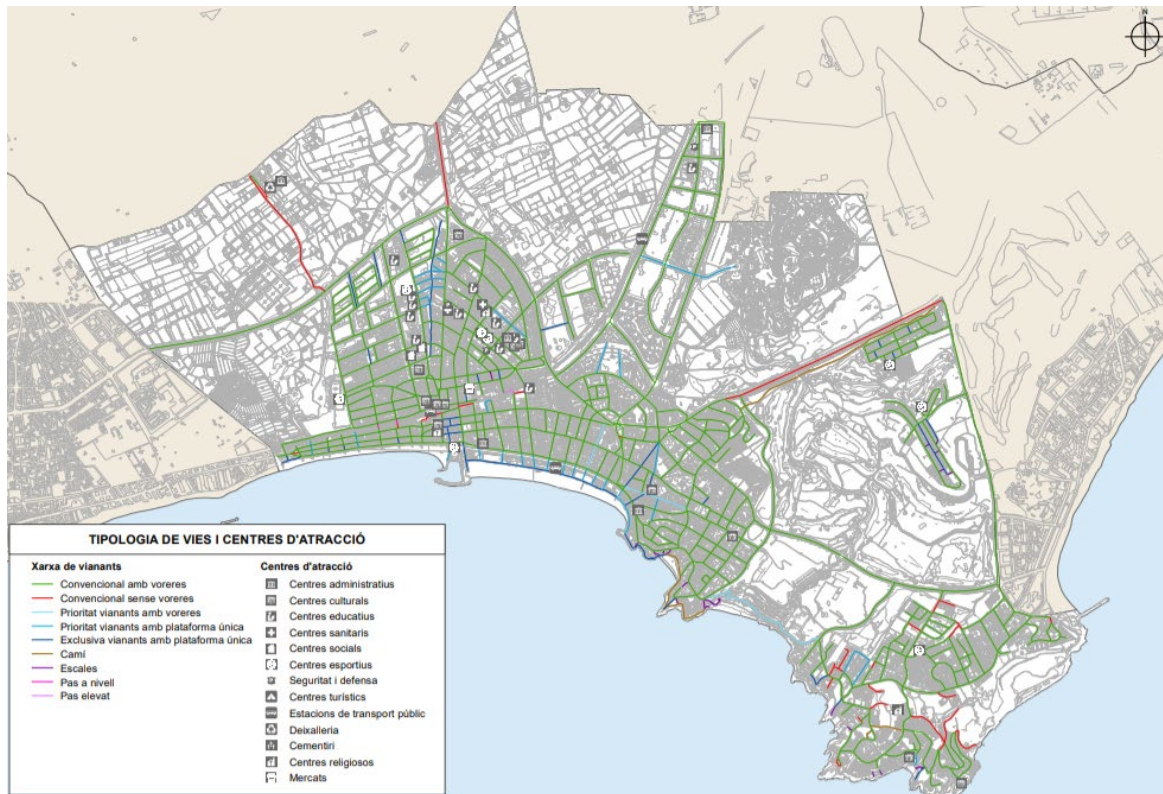 N
TIPOLOGIA DE VIES I CENTRES D'ATRACCIÓ
Xarxa de vianants
Convencional amb voreres
Convencional sense voreres
Prioritat vianants amb voreres
Prioritat vianants amb plataforma única
Exclusiva vianants amb plataforma única
Camí
Escales
Pas a nivell
Pas elevat
Centres d'atracció
Centres administratius
Centres culturals
Centres educatius
Centres sanitaris
Centres socials
Centres esportius
Seguritat i defensa
Centres turístics
Estacions de transport públic
Deixalleria
Cementiri
Centres religiosos
Mercats